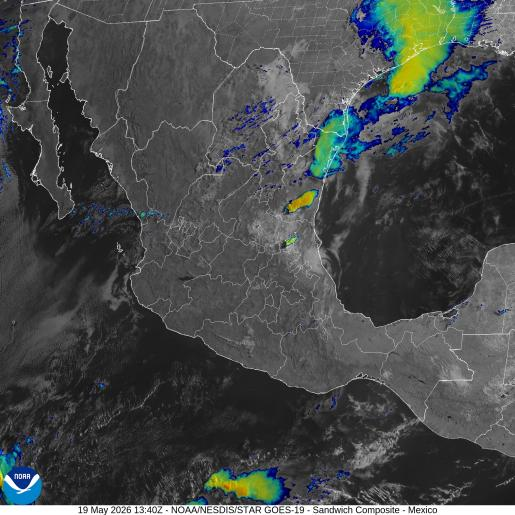 NOAA
19 May 2026 13:40Z - NOAA/NESDIS/STAR GOES-19 - Sandwich Composite - Mexico